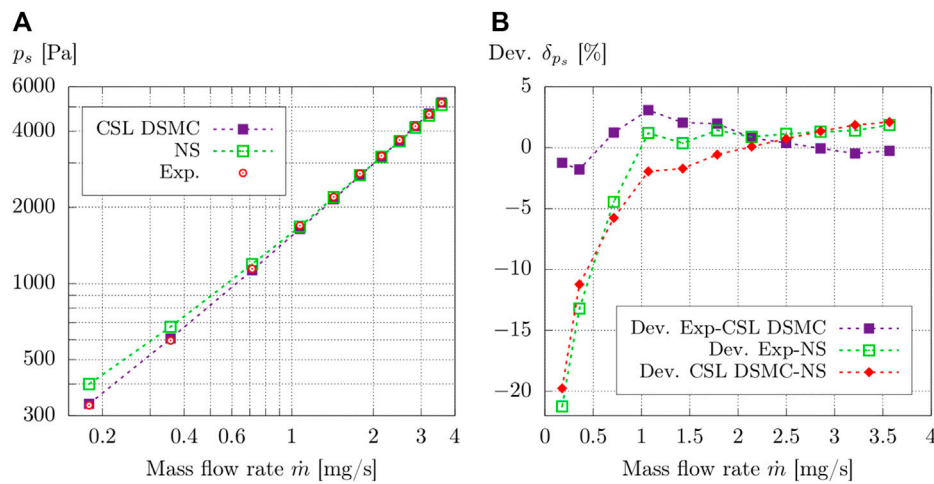 A
p_s [Pa]
6000
4000
2000
1000
500
300
CSL DSMC
NS
Exp.
0.2
0.4
0.6
1
2
3
4
Mass flow rate ṁ [mg/s]
B
Dev. δ_{p_s} [%]
5
0
−5
−10
−15
−20
Dev. Exp-CSL DSMC
Dev. Exp-NS
Dev. CSL DSMC-NS
0
0.5
1
1.5
2
2.5
3
3.5
4
Mass flow rate ṁ [mg/s]